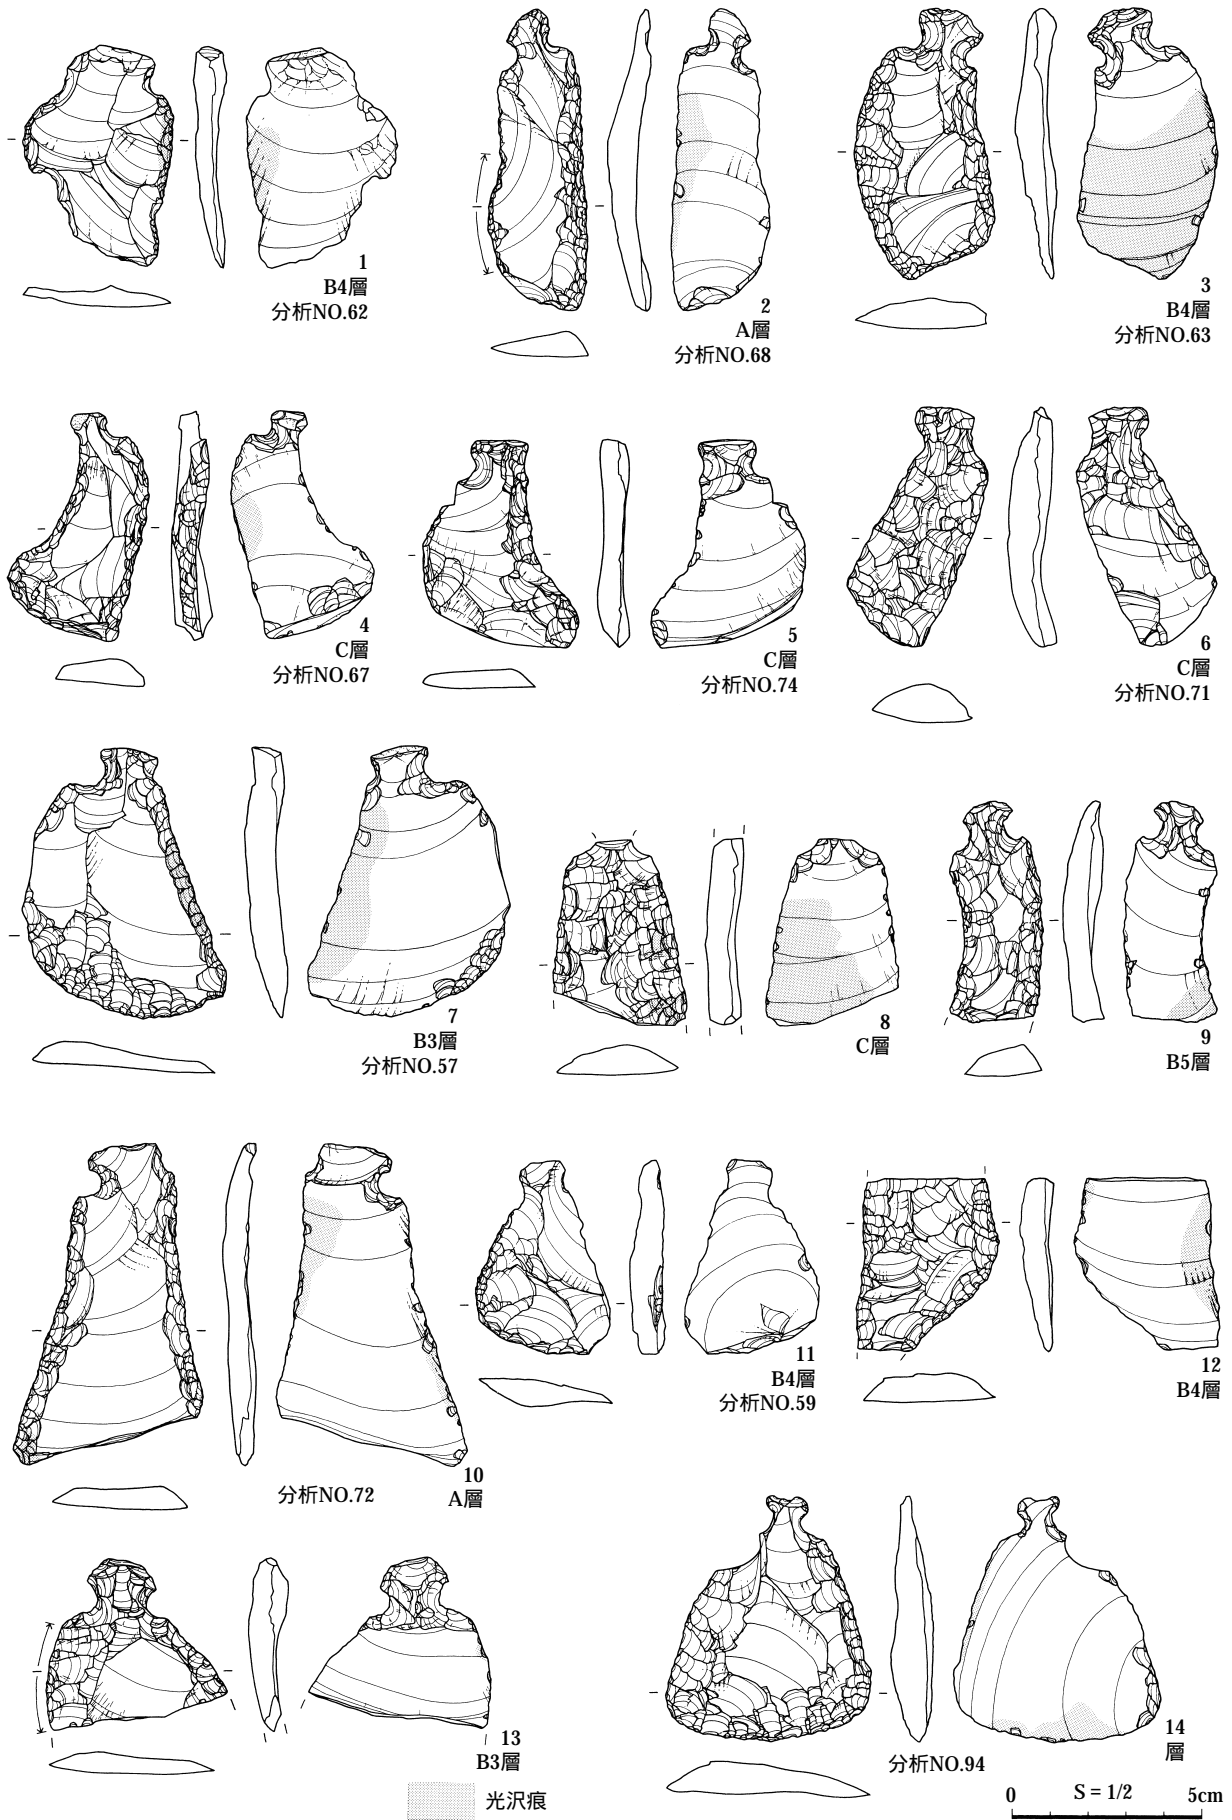 1
B4層
分析NO.62
2
A層
分析NO.68
3
B4層
分析NO.63
4
C層
分析NO.67
5
C層
分析NO.74
6
C層
分析NO.71
7
B3層
分析NO.57
8
C層
9
B5層
10
A層
分析NO.72
11
B4層
分析NO.59
12
B4層
13
B3層
14
層
分析NO.94
光沢痕
0 S = 1/2 5cm